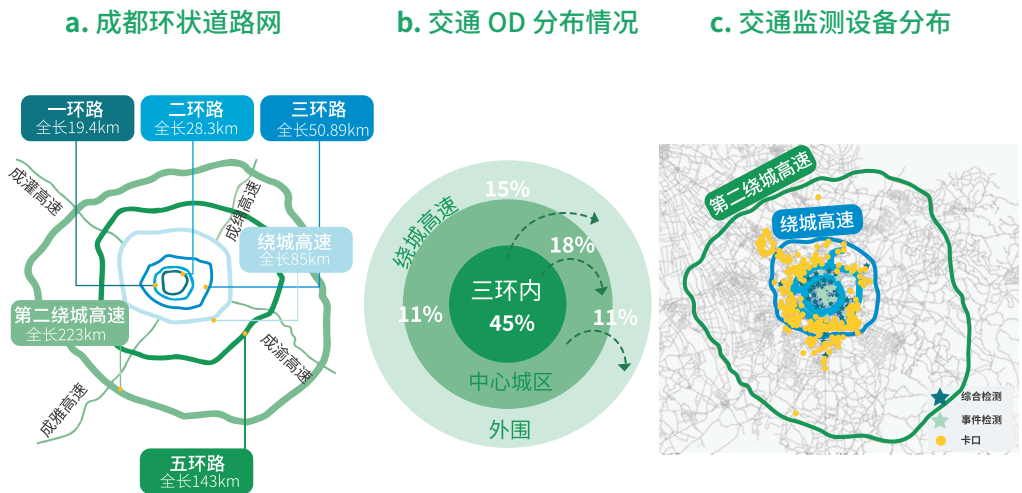 a. 成都环状道路网
一环路
全长19.4km
二环路
全长28.3km
三环路
全长50.89km
成灌高速
成绵高速
绕城高速
全长85km
第二绕城高速
全长223km
成渝高速
成雅高速
五环路
全长143km
b. 交通 OD 分布情况
15%
绕城高速
18%
三环内
45%
11%
11%
中心城区
外围
c. 交通监测设备分布
第二绕城高速
绕城高速
综合检测
事件检测
卡口